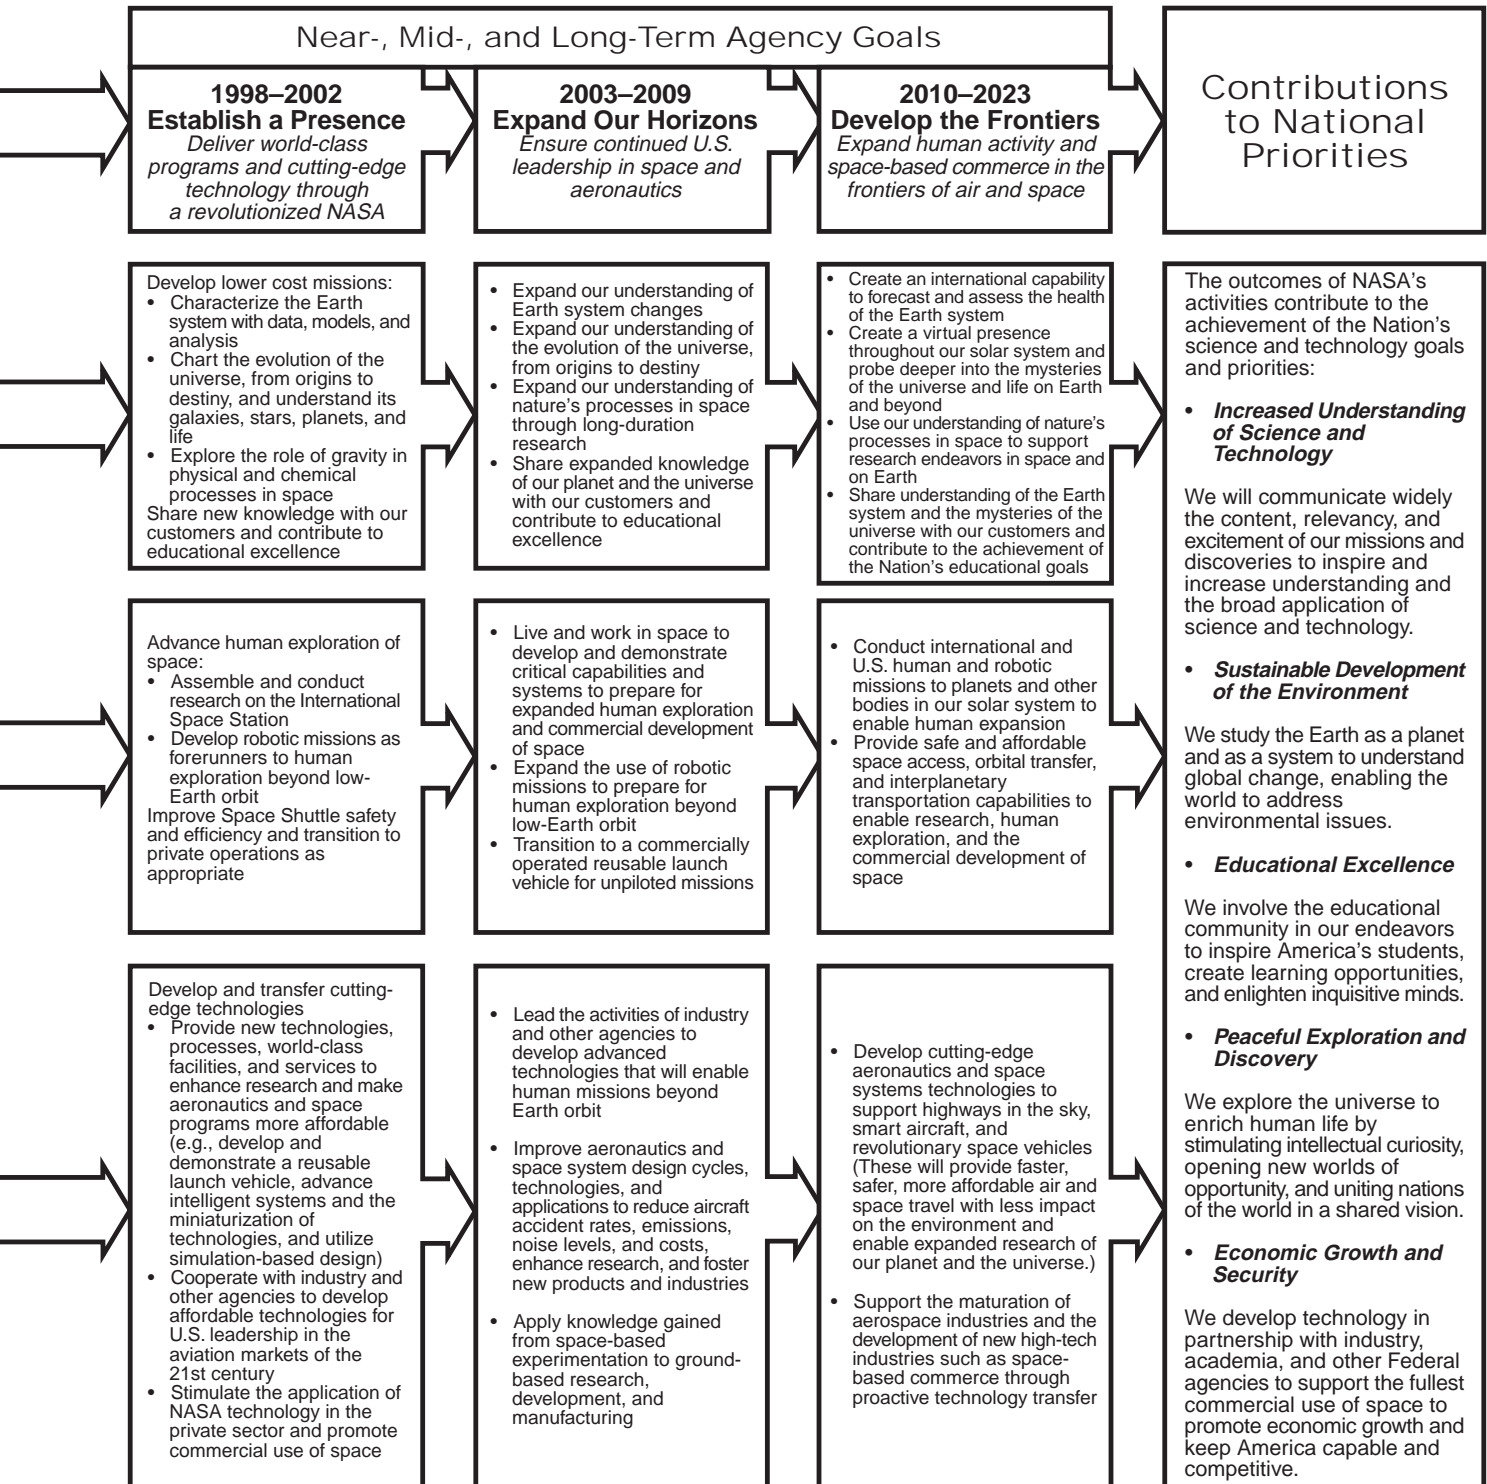 Near-, Mid-, and Long-Term Agency Goals
1998–2002
Establish a Presence
Deliver world-class
programs and cutting-edge
technology through
a revolutionized NASA
2003–2009
Expand Our Horizons
Ensure continued U.S.
leadership in space and
aeronautics
2010–2023
Develop the Frontiers
Expand human activity and
space-based commerce in the
frontiers of air and space
Contributions
to National
Priorities
Develop lower cost missions:
• Characterize the Earth
system with data, models, and
analysis
• Chart the evolution of the
universe, from origins to
destiny, and understand its
galaxies, stars, planets, and
life
• Explore the role of gravity in
physical and chemical
processes in space
Share new knowledge with our
customers and contribute to
educational excellence
• Expand our understanding of
Earth system changes
• Expand our understanding of
the evolution of the universe,
from origins to destiny
• Expand our understanding of
nature's processes in space
through long-duration
research
• Share expanded knowledge
of our planet and the universe
with our customers and
contribute to educational
excellence
• Create an international capability
to forecast and assess the health
of the Earth system
• Create a virtual presence
throughout our solar system and
probe deeper into the mysteries
of the universe and life on Earth
and beyond
• Use our understanding of nature's
processes in space to support
research endeavors in space and
on Earth
• Share understanding of the Earth
system and the mysteries of the
universe with our customers and
contribute to the achievement of
the Nation's educational goals
Advance human exploration of
space:
• Assemble and conduct
research on the International
Space Station
• Develop robotic missions as
forerunners to human
exploration beyond low-
Earth orbit
Improve Space Shuttle safety
and efficiency and transition to
private operations as
appropriate
• Live and work in space to
develop and demonstrate
critical capabilities and
systems to prepare for
expanded human exploration
and commercial development
of space
• Expand the use of robotic
missions to prepare for
human exploration beyond
low-Earth orbit
• Transition to a commercially
operated reusable launch
vehicle for unpiloted missions
• Conduct international and
U.S. human and robotic
missions to planets and other
bodies in our solar system to
enable human expansion
• Provide safe and affordable
space access, orbital transfer,
and interplanetary
transportation capabilities to
enable research, human
exploration, and the
commercial development of
space
Develop and transfer cutting-
edge technologies
• Provide new technologies,
processes, world-class
facilities, and services to
enhance research and make
aeronautics and space
programs more affordable
(e.g., develop and
demonstrate a reusable
launch vehicle, advance
intelligent systems and the
miniaturization of
technologies, and utilize
simulation-based design)
• Cooperate with industry and
other agencies to develop
affordable technologies for
U.S. leadership in the
aviation markets of the
21st century
• Stimulate the application of
NASA technology in the
private sector and promote
commercial use of space
• Lead the activities of industry
and other agencies to
develop advanced
technologies that will enable
human missions beyond
Earth orbit
• Improve aeronautics and
space system design cycles,
technologies, and
applications to reduce aircraft
accident rates, emissions,
noise levels, and costs,
enhance research, and foster
new products and industries
• Apply knowledge gained
from space-based
experimentation to ground-
based research,
development, and
manufacturing
• Develop cutting-edge
aeronautics and space
systems technologies to
support highways in the sky,
smart aircraft, and
revolutionary space vehicles
(These will provide faster,
safer, more affordable air and
space travel with less impact
on the environment and
enable expanded research of
our planet and the universe.)
• Support the maturation of
aerospace industries and the
development of new high-tech
industries such as space-
based commerce through
proactive technology transfer
The outcomes of NASA's
activities contribute to the
achievement of the Nation's
science and technology goals
and priorities:
• Increased Understanding
of Science and
Technology
We will communicate widely
the content, relevancy, and
excitement of our missions and
discoveries to inspire and
increase understanding and
the broad application of
science and technology.
• Sustainable Development
of the Environment
We study the Earth as a planet
and as a system to understand
global change, enabling the
world to address
environmental issues.
• Educational Excellence
We involve the educational
community in our endeavors
to inspire America's students,
create learning opportunities,
and enlighten inquisitive minds.
• Peaceful Exploration and
Discovery
We explore the universe to
enrich human life by
stimulating intellectual curiosity,
opening new worlds of
opportunity, and uniting nations
of the world in a shared vision.
• Economic Growth and
Security
We develop technology in
partnership with industry,
academia, and other Federal
agencies to support the fullest
commercial use of space to
promote economic growth and
keep America capable and
competitive.